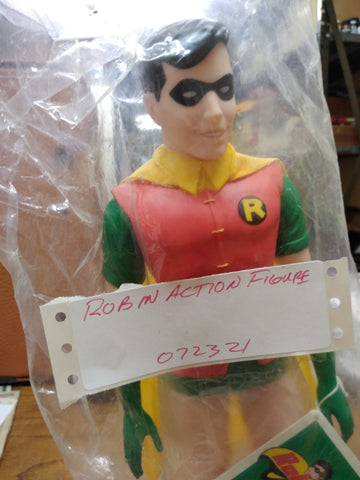 R
ROBIN ACTION FIGURE
072321